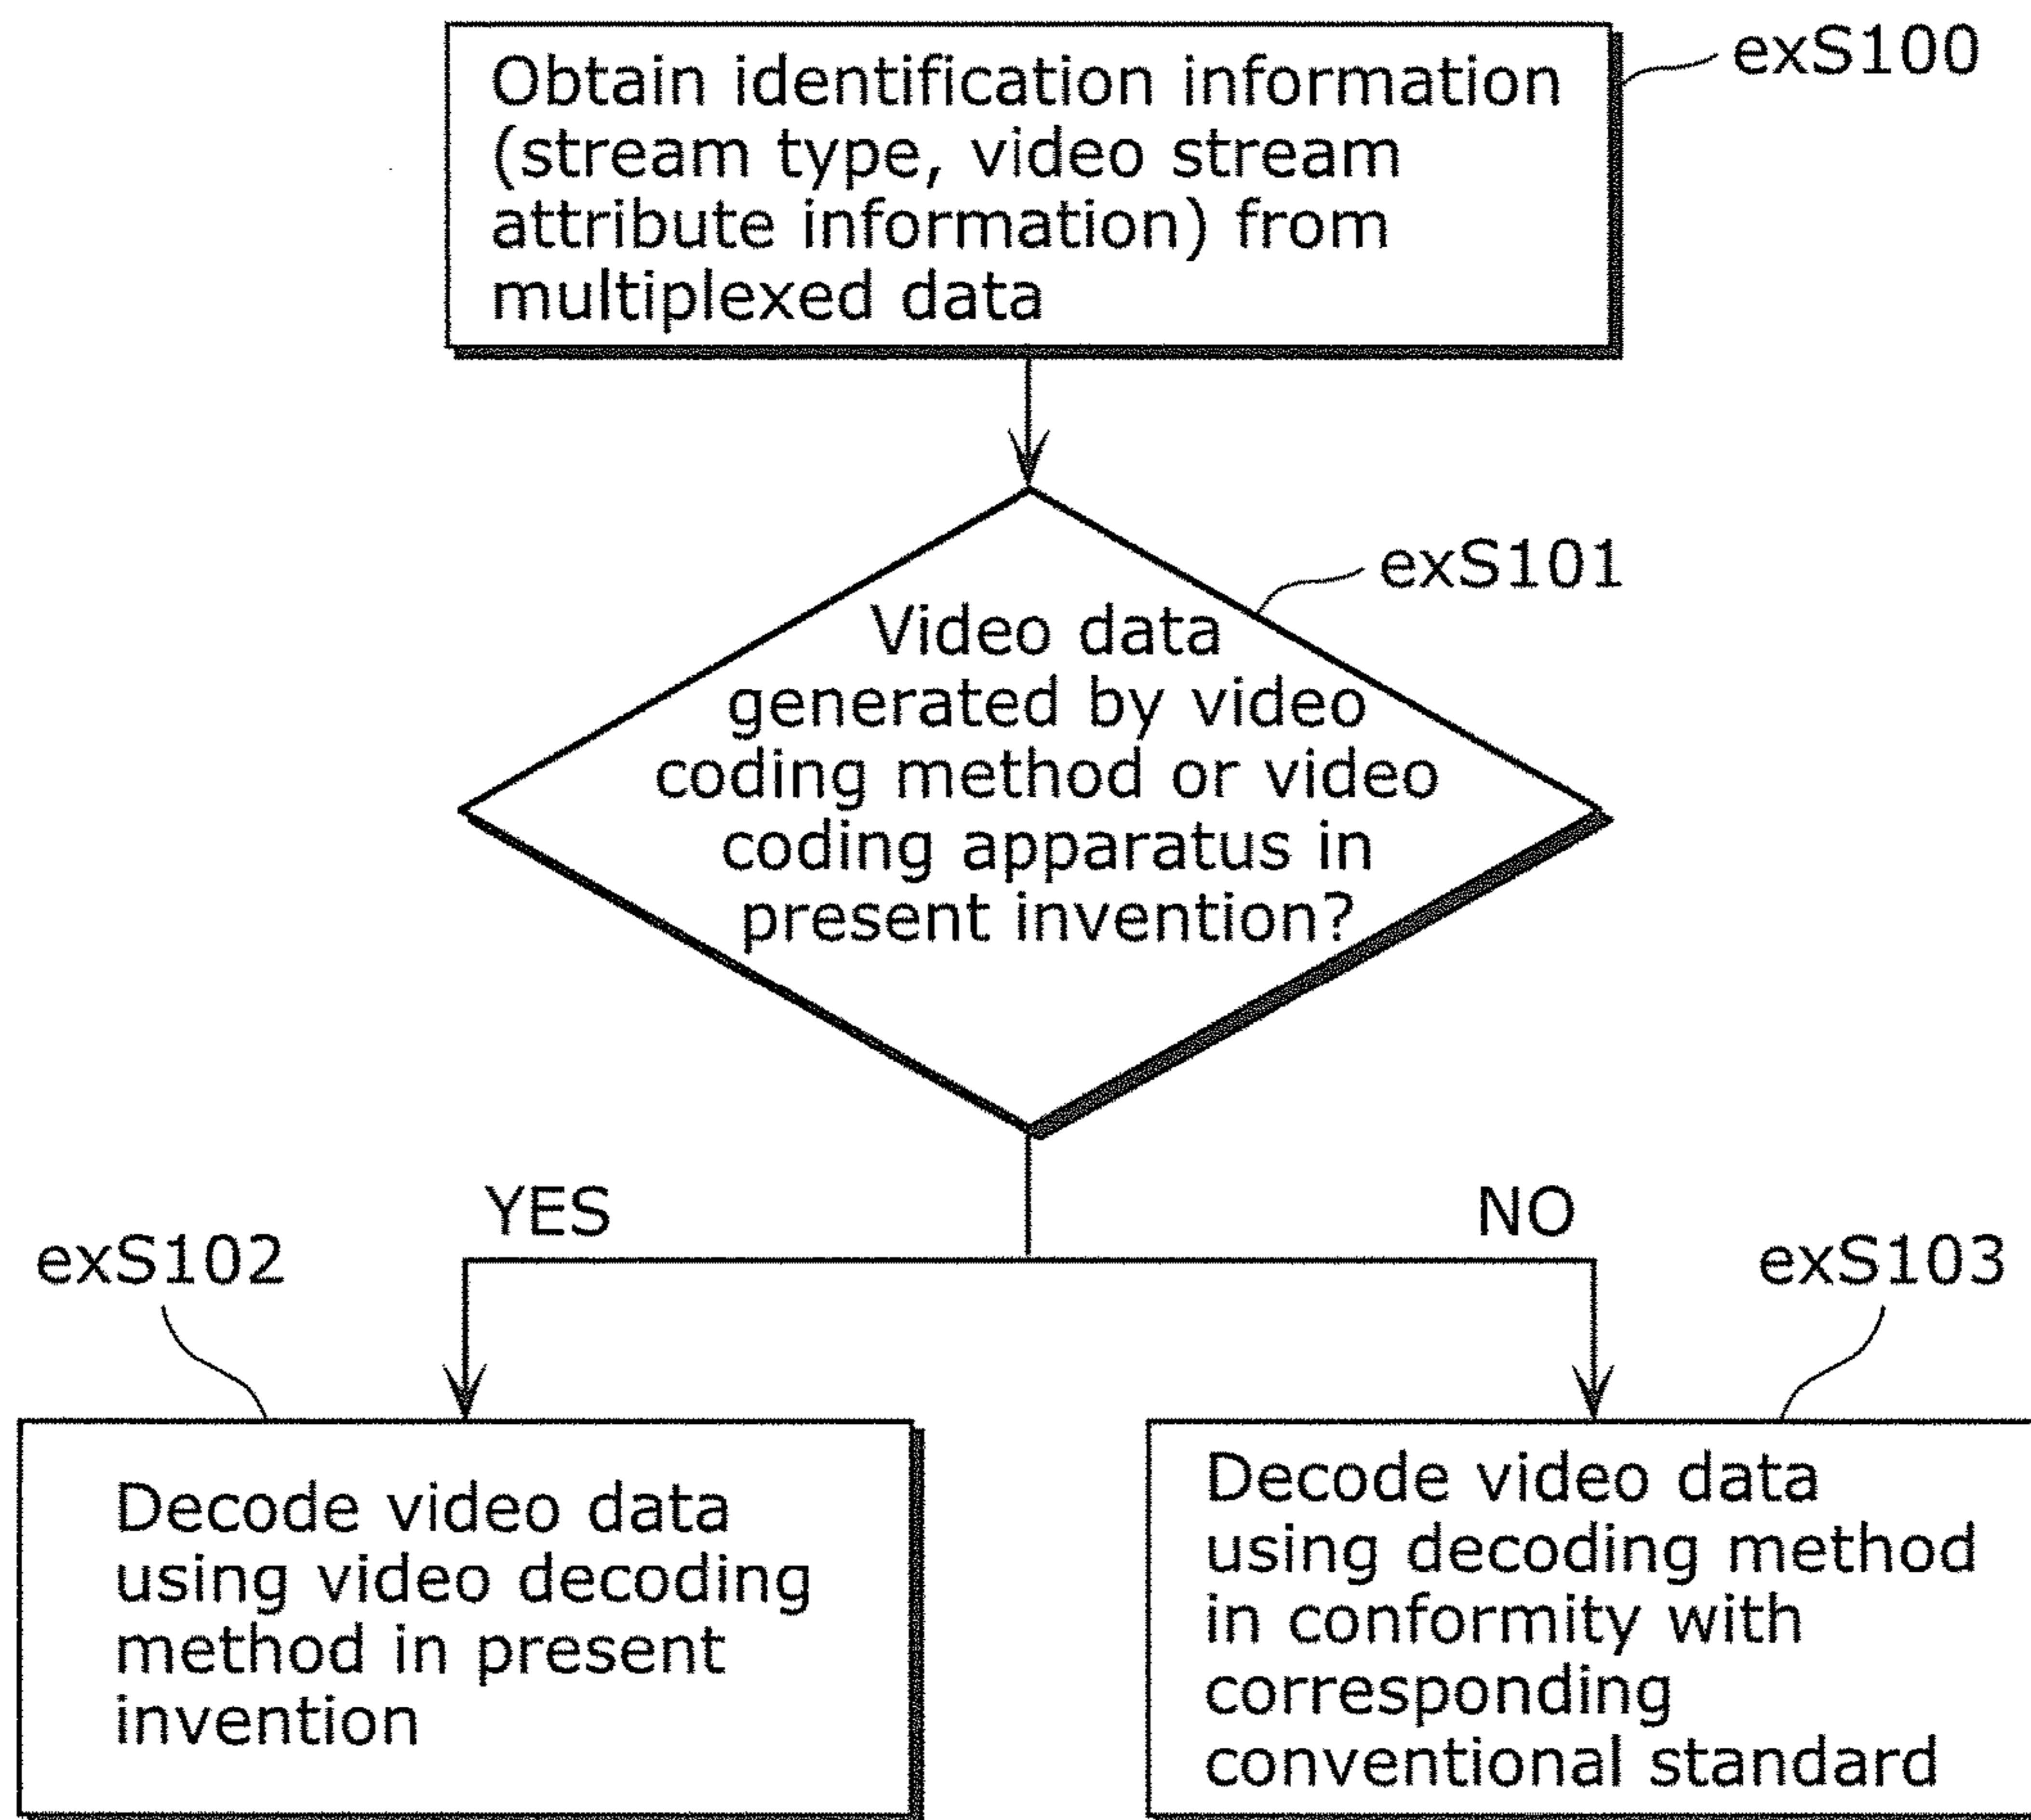 Obtain identification information
(stream type, video stream
attribute information) from
multiplexed data
exS100
exS101
Video data
generated by video
coding method or video
coding apparatus in
present invention?
YES
NO
exS102
exS103
Decode video data
using video decoding
method in present
invention
Decode video data
using decoding method
in conformity with
corresponding
conventional standard